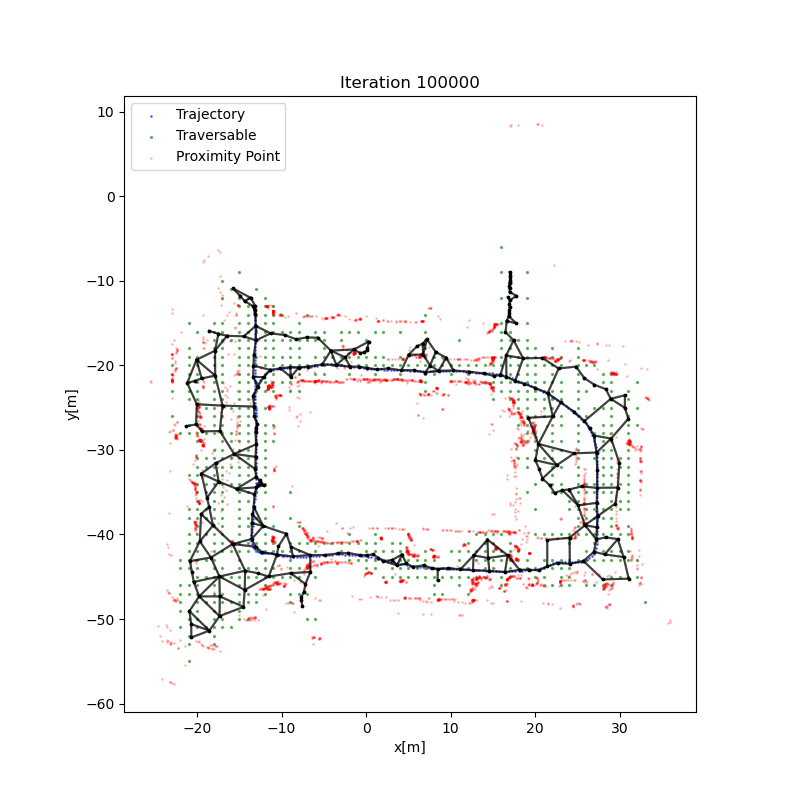 Iteration 100000
Trajectory
Traversable
Proximity Point
10
0
−10
−20
−30
−40
−50
−60
y[m]
−20
−10
0
10
20
30
x[m]